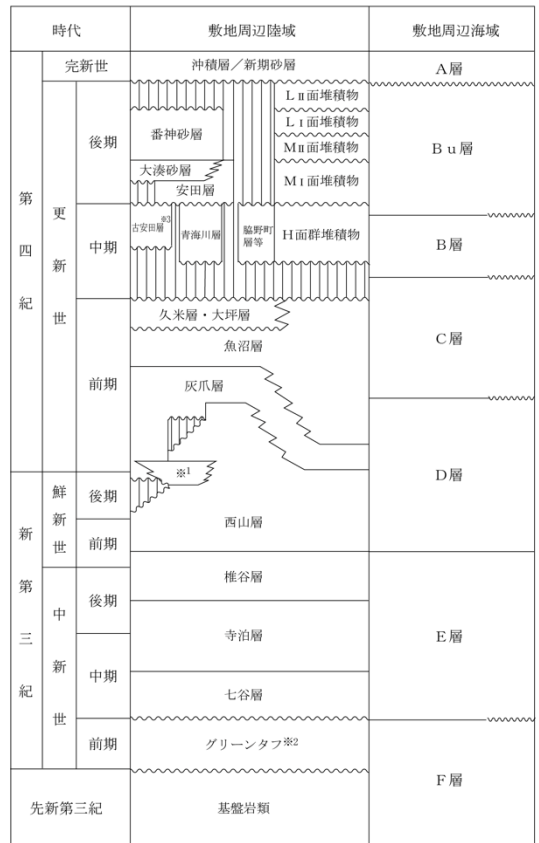 時代
敷地周辺陸域
敷地周辺海域
第四紀
完新世
沖積層／新期砂層
A層
更新世
後期
LⅡ面堆積物
LⅠ面堆積物
番神砂層
MⅡ面堆積物
Bu層
大湊砂層
MⅠ面堆積物
安田層
中期
古安田層※3
青海川層
脇野町層等
H面群堆積物
B層
前期
久米層・大坪層
魚沼層
C層
灰爪層
※1
D層
新第三紀
鮮新世
後期
前期
西山層
中新世
後期
椎谷層
寺泊層
E層
中期
七谷層
前期
グリーンタフ※2
F層
先新第三紀
基盤岩類